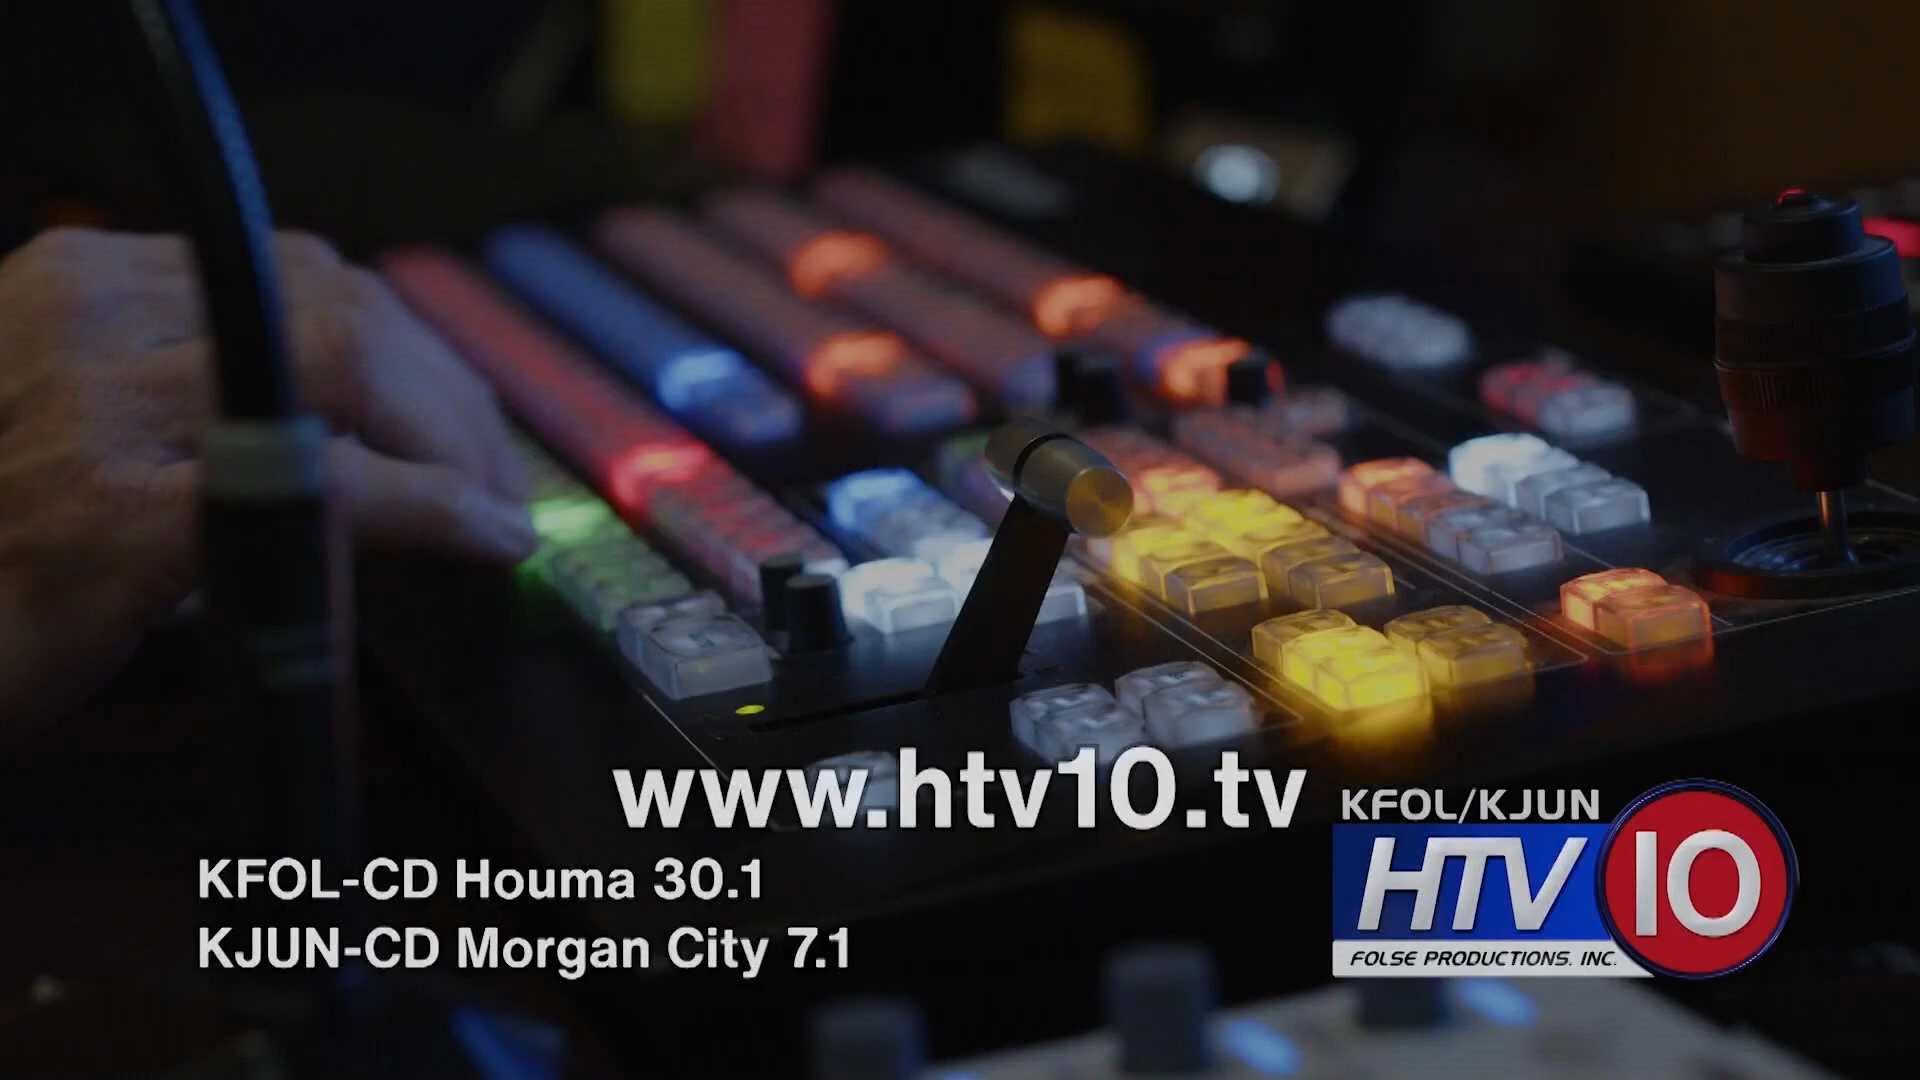 www.htv10.tv
KFOL/KJUN
HTV 10
FOLSE PRODUCTIONS, INC.
KFOL-CD Houma 30.1
KJUN-CD Morgan City 7.1